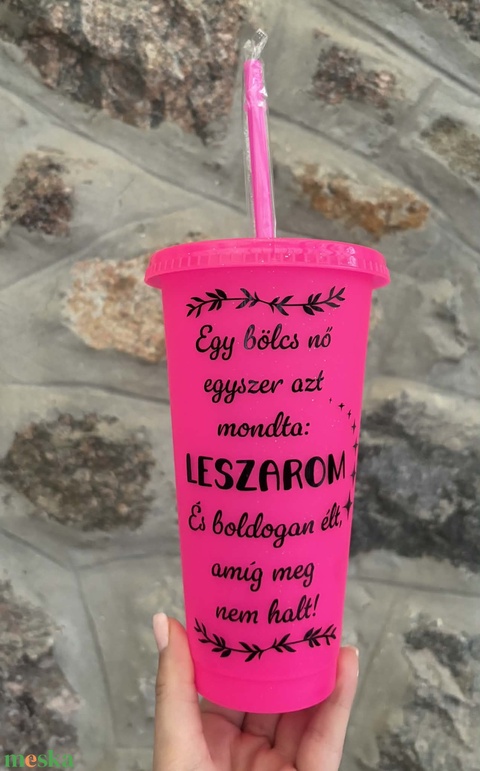 Egy bölcs nő
egyszer azt
mondta:
LESZAROM
És boldogan élt,
amíg meg
nem halt!
meska